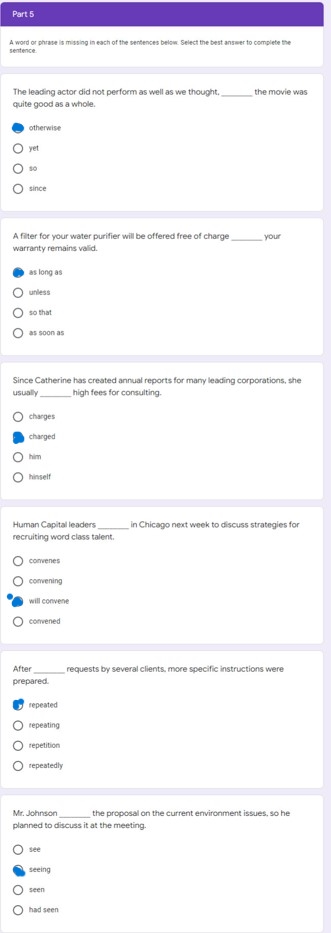 Part 5
A word or phrase is missing in each of the sentences below. Select the best answer to complete the
sentence.
The leading actor did not perform as well as we thought, ________ the movie was
quite good as a whole.
otherwise
yet
so
since
A filter for your water purifier will be offered free of charge ________ your
warranty remains valid.
as long as
unless
so that
as soon as
Since Catherine has created annual reports for many leading corporations, she
usually ________ high fees for consulting.
charges
charged
him
hinself
Human Capital leaders ________ in Chicago next week to discuss strategies for
recruiting word class talent.
convenes
convening
will convene
convened
After ________ requests by several clients, more specific instructions were
prepared.
repeated
repeating
repetition
repeatedly
Mr. Johnson ________ the proposal on the current environment issues, so he
planned to discuss it at the meeting.
see
seeing
seen
had seen